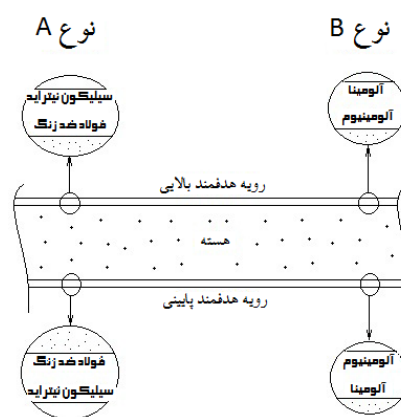 نوع A
نوع B
سیلیکون نیتراید
فولاد ضد زنگ
آلومینا
آلومینیوم
رویه هدفمند بالایی
هسته
رویه هدفمند پایینی
فولاد ضد زنگ
سیلیکون نیتراید
آلومینیوم
آلومینا